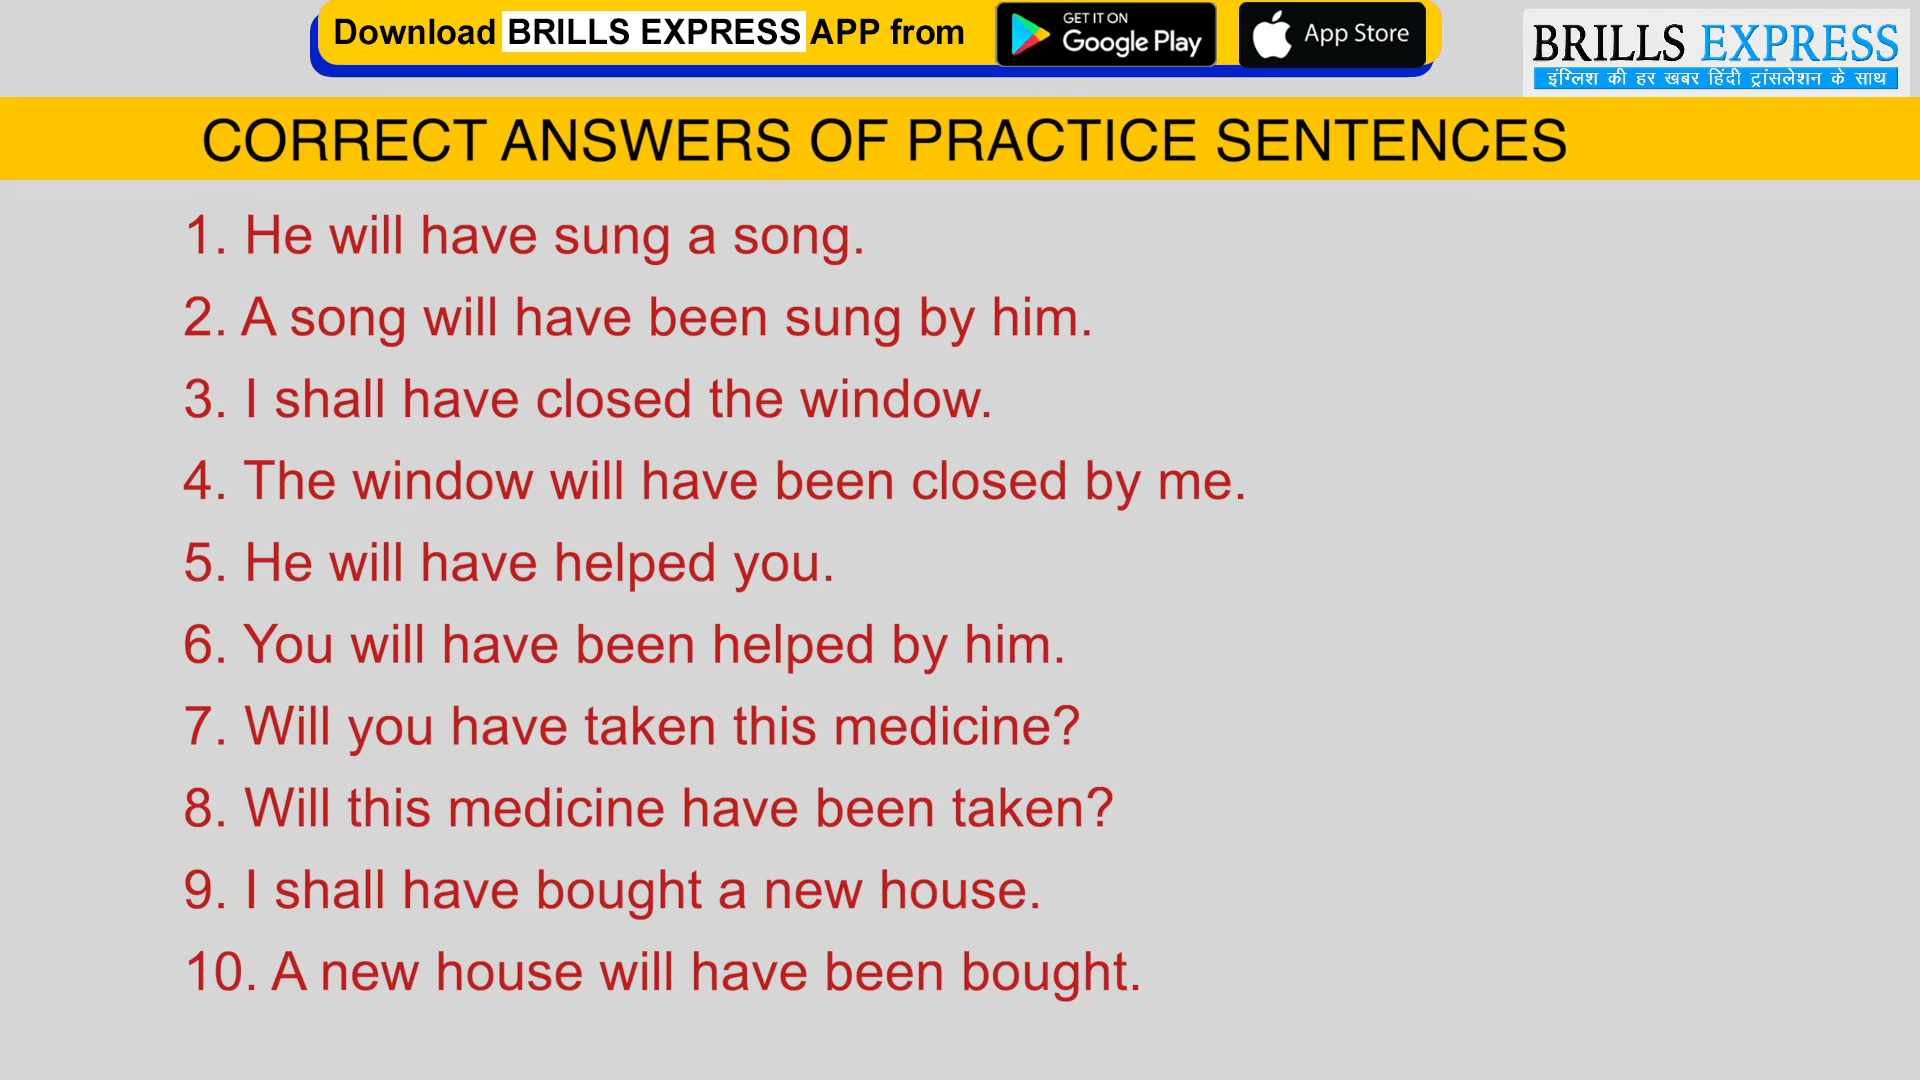 Download BRILLS EXPRESS APP from
GET IT ON
Google Play
App Store
BRILLS EXPRESS
इंग्लिश की हर खबर हिंदी ट्रांसलेशन के साथ
CORRECT ANSWERS OF PRACTICE SENTENCES
1. He will have sung a song.
2. A song will have been sung by him.
3. I shall have closed the window.
4. The window will have been closed by me.
5. He will have helped you.
6. You will have been helped by him.
7. Will you have taken this medicine?
8. Will this medicine have been taken?
9. I shall have bought a new house.
10. A new house will have been bought.